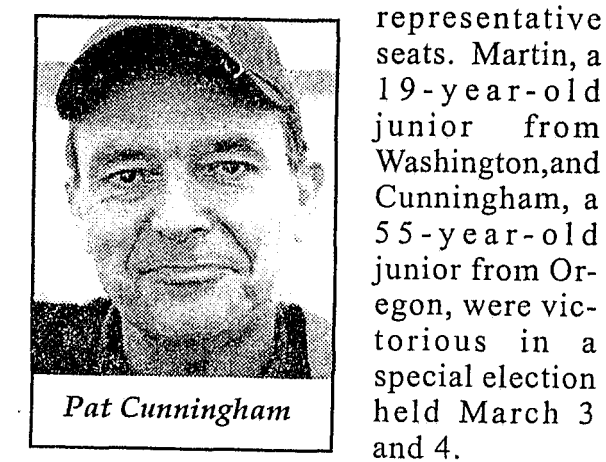 representative
seats. Martin, a
19-year-old
junior from
Washington,and
Cunningham, a
55-year-old
junior from Or-
egon, were vic-
torious in a
special election
held March 3
and 4.
Pat Cunningham